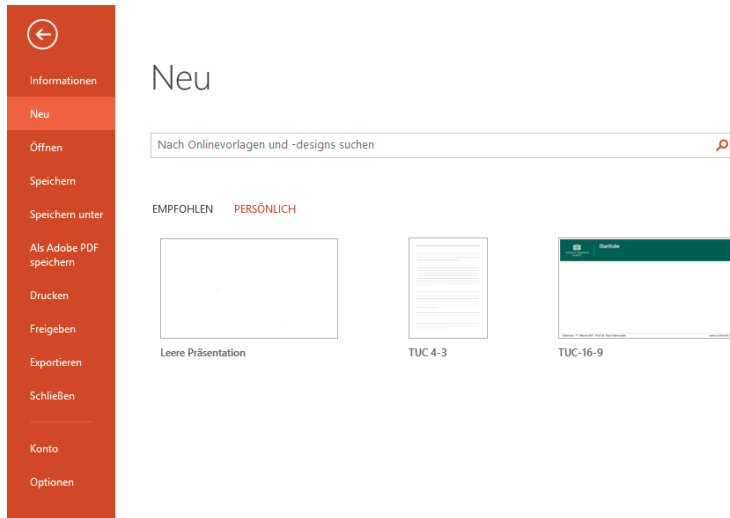 Neu
Informationen
Neu
Öffnen
Speichern
Speichern unter
Als Adobe PDF
speichern
Drucken
Freigeben
Exportieren
Schließen
Konto
Optionen
Nach Onlinevorlagen und -designs suchen
EMPFOHLEN PERSÖNLICH
Startfolie
Leere Präsentation
TUC 4-3
TUC-16-9